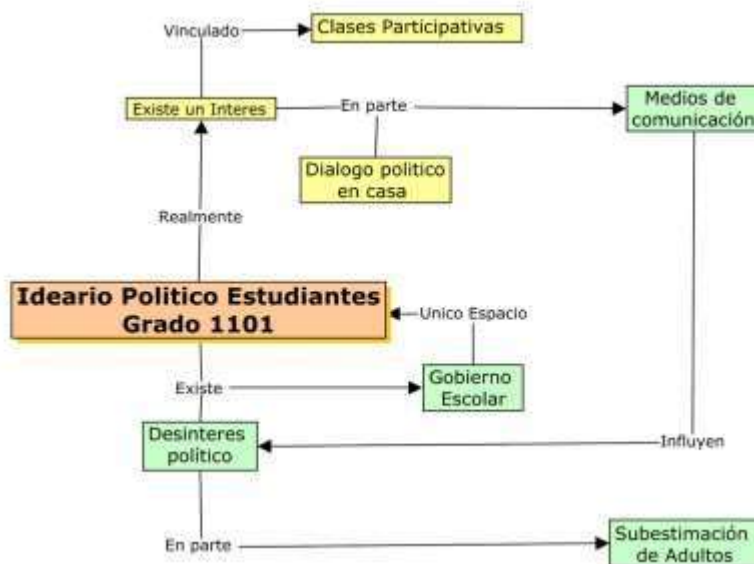 Vinculado
Clases Participativas
Existe un Interes
En parte
Medios de
comunicación
Dialogo politico
en casa
Realmente
Ideario Politico Estudiantes
Grado 1101
Unico Espacio
Existe
Gobierno
Escolar
Desinteres
político
Influyen
En parte
Subestimación
de Adultos